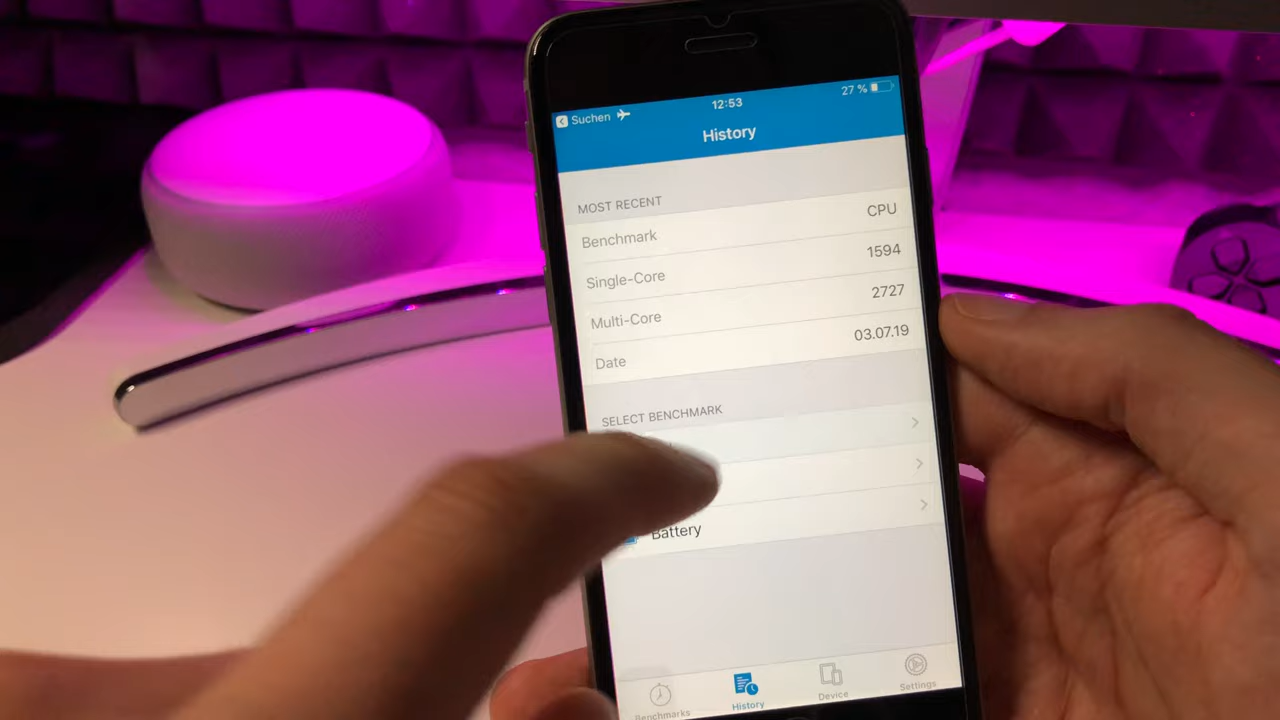 Suchen
12:53
27 %
History
MOST RECENT
Benchmark CPU
Single-Core 1594
Multi-Core 2727
Date 03.07.19
SELECT BENCHMARK
Battery
Benchmarks
History
Device
Settings